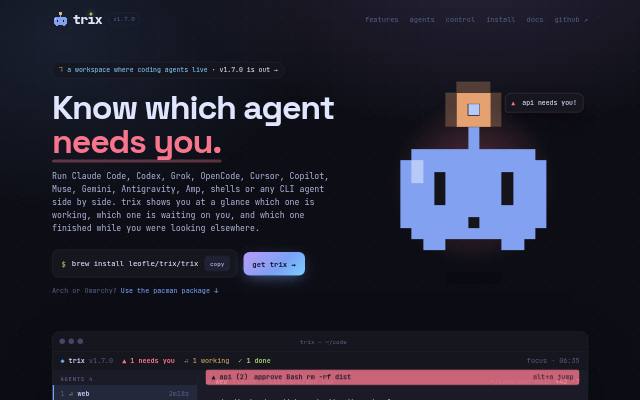 trix v1.7.0
features agents control install docs github ↗
a workspace where coding agents live · v1.7.0 is out →
Know which agent
needs you.
▲ api needs you!
Run Claude Code, Codex, Grok, OpenCode, Cursor, Copilot,
Muse, Gemini, Antigravity, Amp, shells or any CLI agent
side by side. trix shows you at a glance which one is
working, which one is waiting on you, and which one
finished while you were looking elsewhere.
$ brew install leofle/trix/trix copy
get trix →
Arch or Omarchy? Use the pacman package ↓
trix — ~/code
◆ trix v1.7.0 ▲ 1 needs you 1 working ✓ 1 done focus · 06:35
AGENTS 4
▲ api (2) approve Bash rm -rf dist alt+a jump
1 web 2m18s